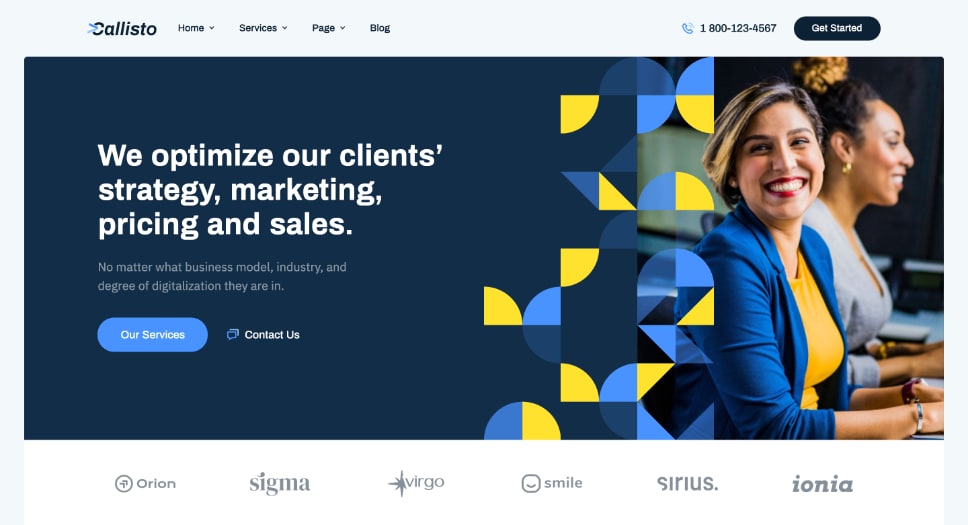 Callisto Home Services Page Blog 1 800-123-4567 Get Started
We optimize our clients’
strategy, marketing,
pricing and sales.
No matter what business model, industry, and
degree of digitalization they are in.
Our Services Contact Us
Orion sigma virgo smile sirius. ionia